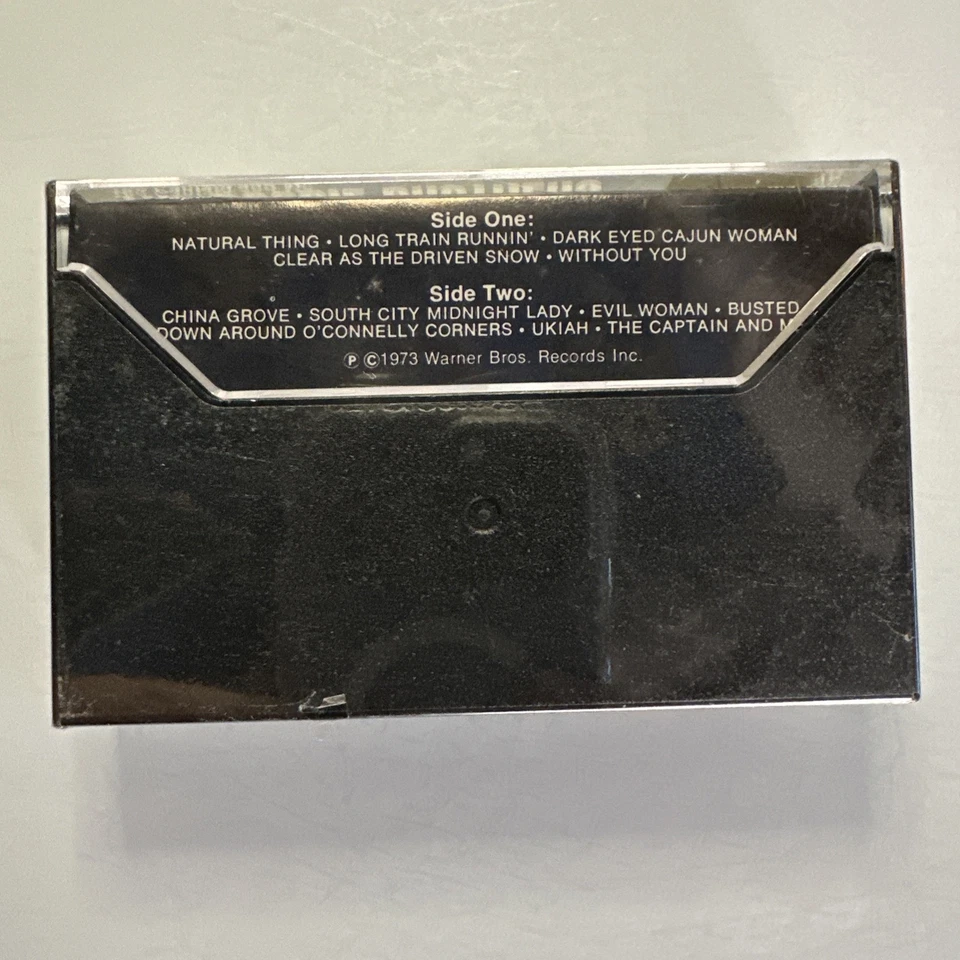 Side One:
NATURAL THING • LONG TRAIN RUNNIN' • DARK EYED CAJUN WOMAN
CLEAR AS THE DRIVEN SNOW • WITHOUT YOU
Side Two:
CHINA GROVE • SOUTH CITY MIDNIGHT LADY • EVIL WOMAN • BUSTED
DOWN AROUND O'CONNELLY CORNERS • UKIAH • THE CAPTAIN AND
ⓅⒸ1973 Warner Bros. Records Inc.